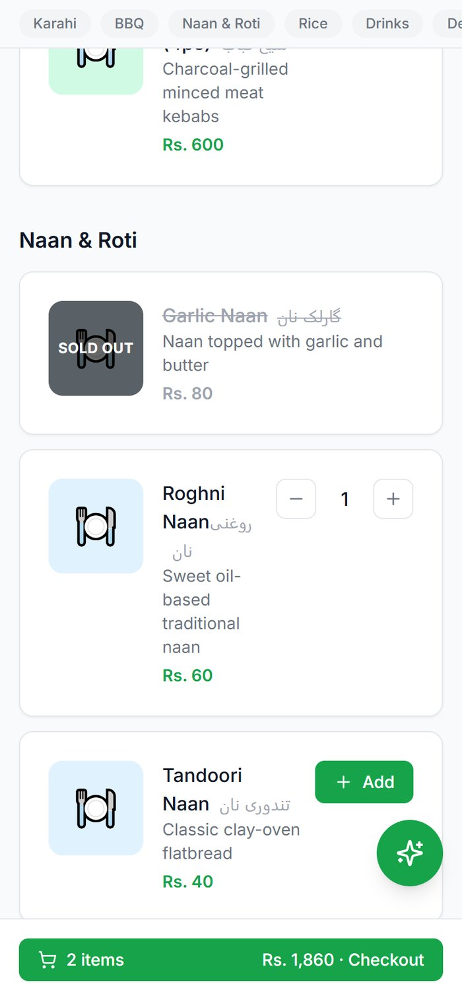 Karahi
BBQ
Naan & Roti
Rice
Drinks
De
Charcoal-grilled
minced meat
kebabs
Rs. 600
Naan & Roti
SOLD OUT
Garlic Naan گارلک نان
Naan topped with garlic and
butter
Rs. 80
Roghni
Naan روغنی
نان
1
Sweet oil-
based
traditional
naan
Rs. 60
Tandoori
Naan تندوری نان
Add
Classic clay-oven
flatbread
Rs. 40
2 items
Rs. 1,860 · Checkout